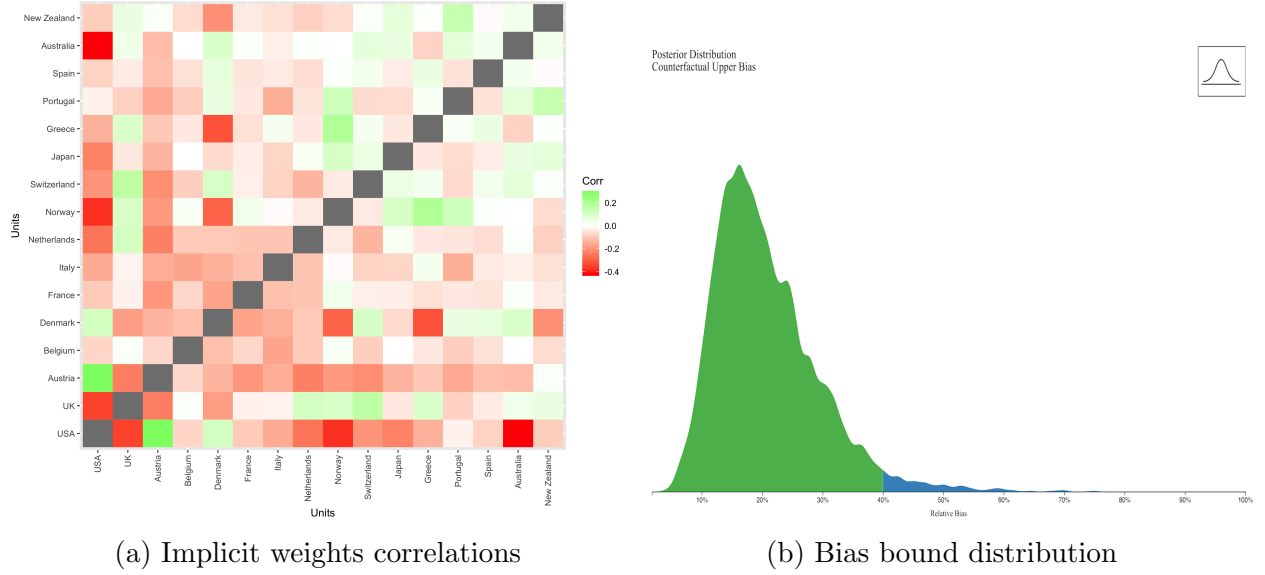 New Zealand
Australia
Spain
Portugal
Greece
Japan
Switzerland
Norway
Netherlands
Italy
France
Denmark
Belgium
Austria
UK
USA
Units
USA
UK
Austria
Belgium
Denmark
France
Italy
Netherlands
Norway
Switzerland
Japan
Greece
Portugal
Spain
Australia
New Zealand
Units
Corr
0.2
0.0
-0.2
-0.4
(a) Implicit weights correlations
Posterior Distribution
Counterfactual Upper Bias
10% 20% 30% 40% 50% 60% 70% 80% 90% 100%
Relative Bias
(b) Bias bound distribution